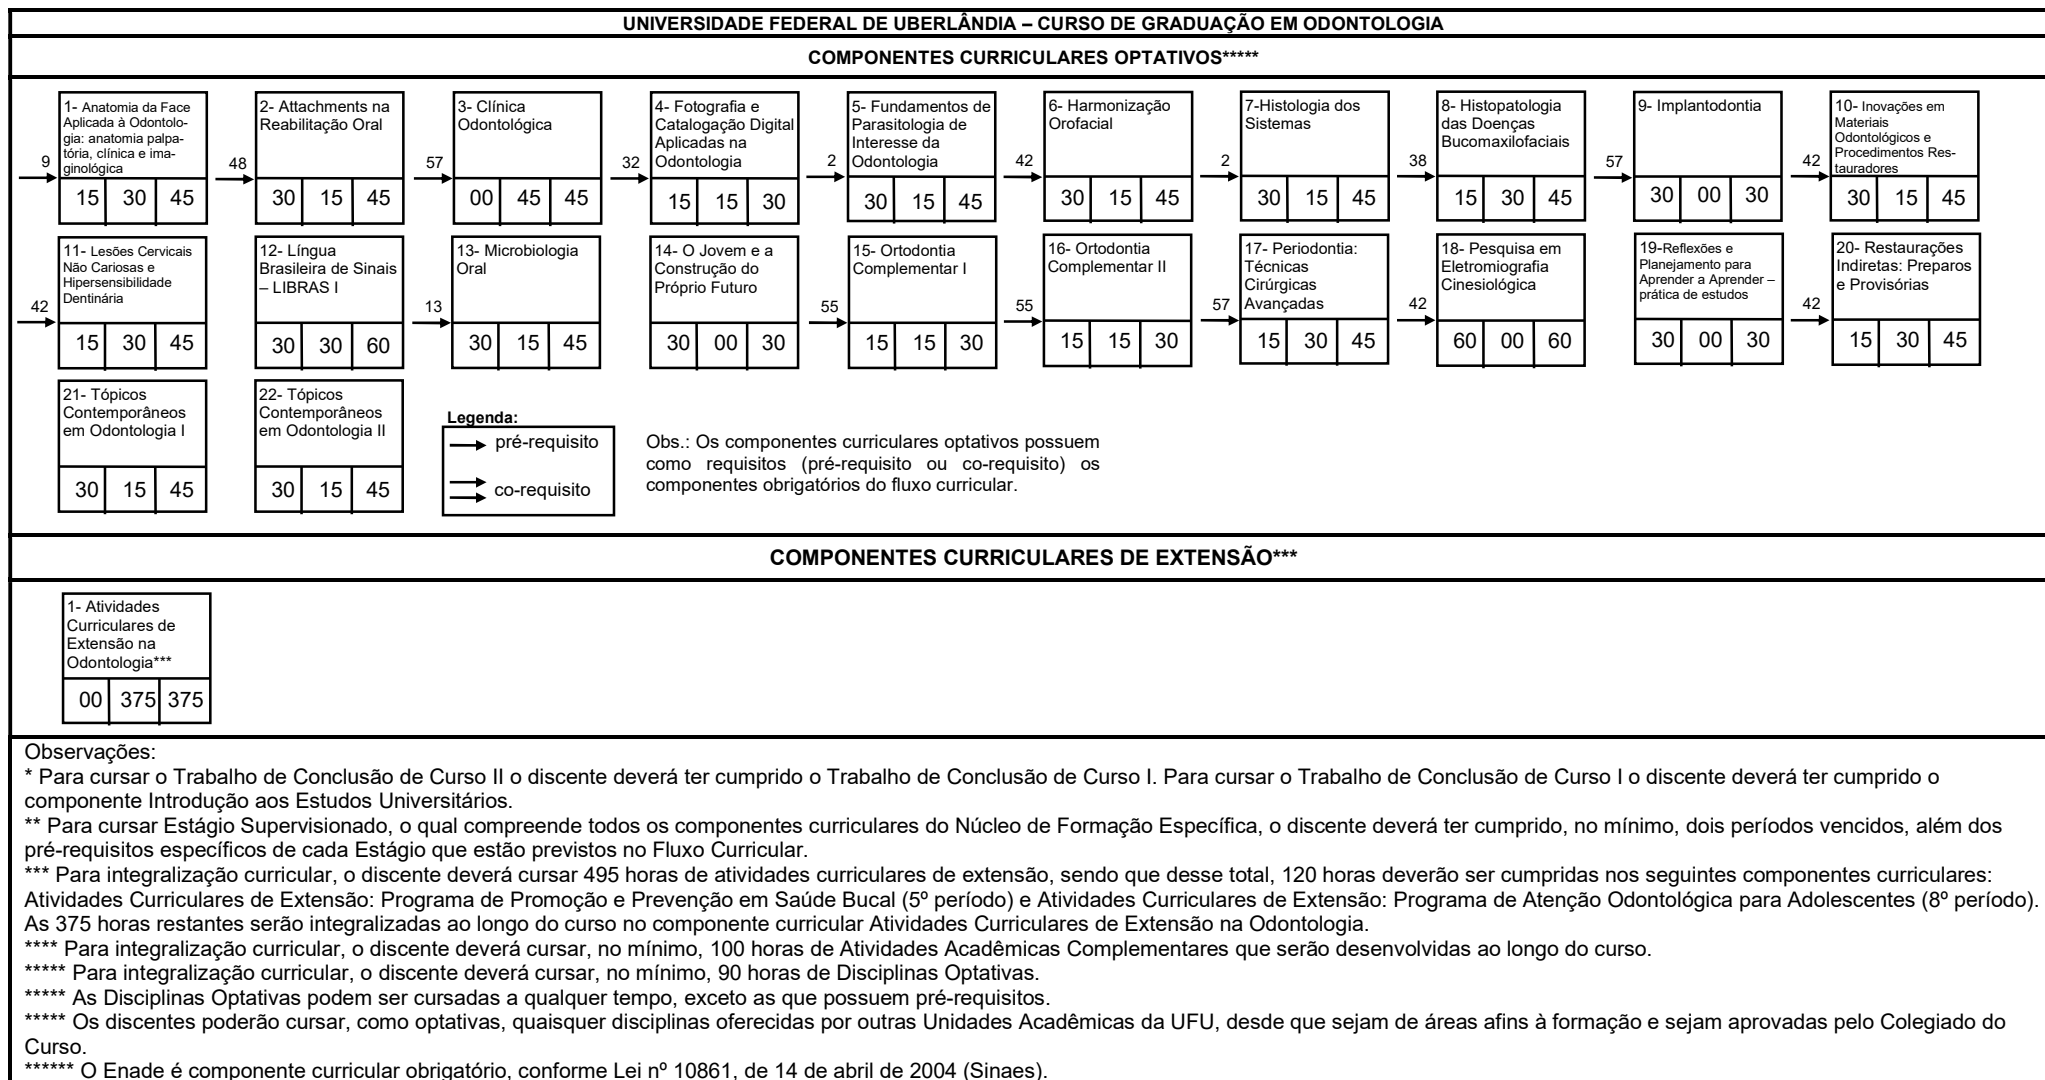 UNIVERSIDADE FEDERAL DE UBERLÂNDIA – CURSO DE GRADUAÇÃO EM ODONTOLOGIA
COMPONENTES CURRICULARES OPTATIVOS*****
9
1- Anatomia da Face
Aplicada à Odontolo-
gia: anatomia palpa-
tória, clínica e ima-
ginológica
15 30 45
48
2- Attachments na
Reabilitação Oral
30 15 45
57
3- Clínica
Odontológica
00 45 45
32
4- Fotografia e
Catalogação Digital
Aplicadas na
Odontologia
15 15 30
2
5- Fundamentos de
Parasitologia de
Interesse da
Odontologia
30 15 45
42
6- Harmonização
Orofacial
30 15 45
2
7-Histologia dos
Sistemas
30 15 45
38
8- Histopatologia
das Doenças
Bucomaxilofaciais
15 30 45
57
9- Implantodontia
30 00 30
42
10- Inovações em
Materiais
Odontológicos e
Procedimentos Res-
tauradores
30 15 45
42
11- Lesões Cervicais
Não Cariosas e
Hipersensibilidade
Dentinária
15 30 45
12- Língua
Brasileira de Sinais
– LIBRAS I
30 30 60
13
13- Microbiologia
Oral
30 15 45
14- O Jovem e a
Construção do
Próprio Futuro
30 00 30
55
15- Ortodontia
Complementar I
15 15 30
55
16- Ortodontia
Complementar II
15 15 30
57
17- Periodontia:
Técnicas
Cirúrgicas
Avançadas
15 30 45
42
18- Pesquisa em
Eletromiografia
Cinesiológica
60 00 60
19-Reflexões e
Planejamento para
Aprender a Aprender –
prática de estudos
30 00 30
42
20- Restaurações
Indiretas: Preparos
e Provisórias
15 30 45
21- Tópicos
Contemporâneos
em Odontologia I
30 15 45
22- Tópicos
Contemporâneos
em Odontologia II
30 15 45
Legenda:
pré-requisito
co-requisito
Obs.: Os componentes curriculares optativos possuem
como requisitos (pré-requisito ou co-requisito) os
componentes obrigatórios do fluxo curricular.
COMPONENTES CURRICULARES DE EXTENSÃO***
1- Atividades
Curriculares de
Extensão na
Odontologia***
00 375 375
Observações:
* Para cursar o Trabalho de Conclusão de Curso II o discente deverá ter cumprido o Trabalho de Conclusão de Curso I. Para cursar o Trabalho de Conclusão de Curso I o discente deverá ter cumprido o
componente Introdução aos Estudos Universitários.
** Para cursar Estágio Supervisionado, o qual compreende todos os componentes curriculares do Núcleo de Formação Específica, o discente deverá ter cumprido, no mínimo, dois períodos vencidos, além dos
pré-requisitos específicos de cada Estágio que estão previstos no Fluxo Curricular.
*** Para integralização curricular, o discente deverá cursar 495 horas de atividades curriculares de extensão, sendo que desse total, 120 horas deverão ser cumpridas nos seguintes componentes curriculares:
Atividades Curriculares de Extensão: Programa de Promoção e Prevenção em Saúde Bucal (5º período) e Atividades Curriculares de Extensão: Programa de Atenção Odontológica para Adolescentes (8º período).
As 375 horas restantes serão integralizadas ao longo do curso no componente curricular Atividades Curriculares de Extensão na Odontologia.
**** Para integralização curricular, o discente deverá cursar, no mínimo, 100 horas de Atividades Acadêmicas Complementares que serão desenvolvidas ao longo do curso.
***** Para integralização curricular, o discente deverá cursar, no mínimo, 90 horas de Disciplinas Optativas.
***** As Disciplinas Optativas podem ser cursadas a qualquer tempo, exceto as que possuem pré-requisitos.
***** Os discentes poderão cursar, como optativas, quaisquer disciplinas oferecidas por outras Unidades Acadêmicas da UFU, desde que sejam de áreas afins à formação e sejam aprovadas pelo Colegiado do
Curso.
****** O Enade é componente curricular obrigatório, conforme Lei nº 10861, de 14 de abril de 2004 (Sinaes).